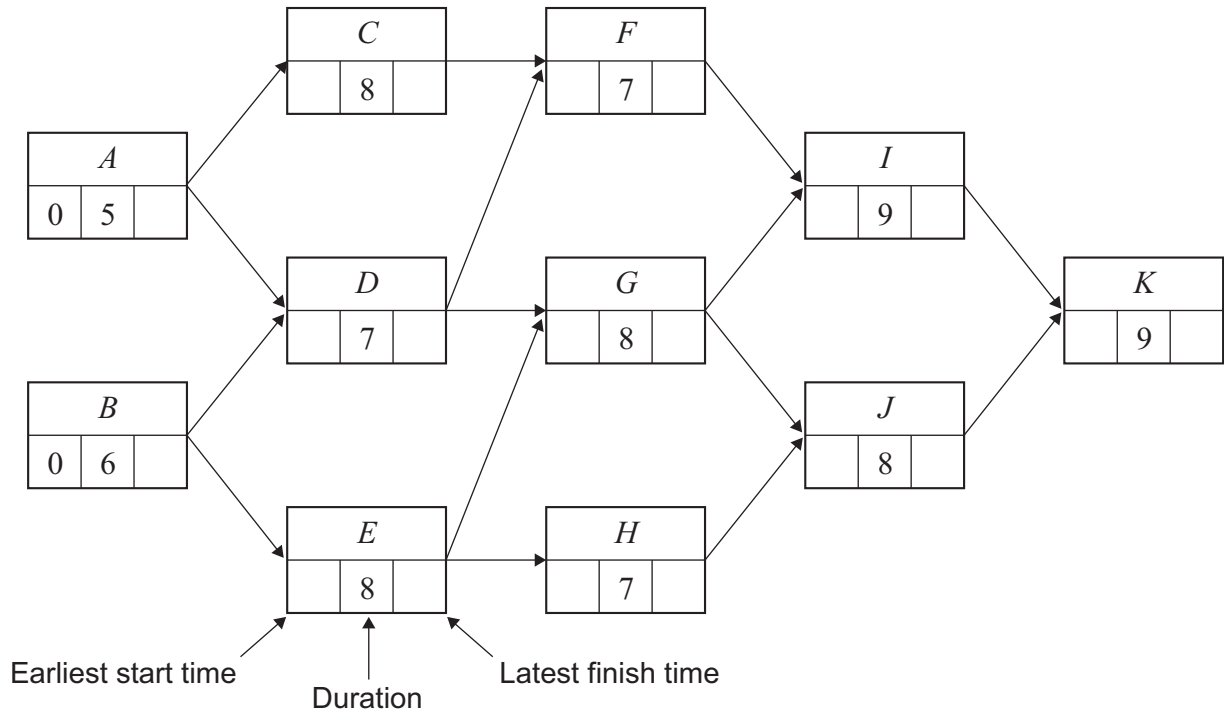 C
8
F
7
A
0 5
I
9
D
7
G
8
K
9
B
0 6
J
8
E
8
H
7
Earliest start time
Duration
Latest finish time